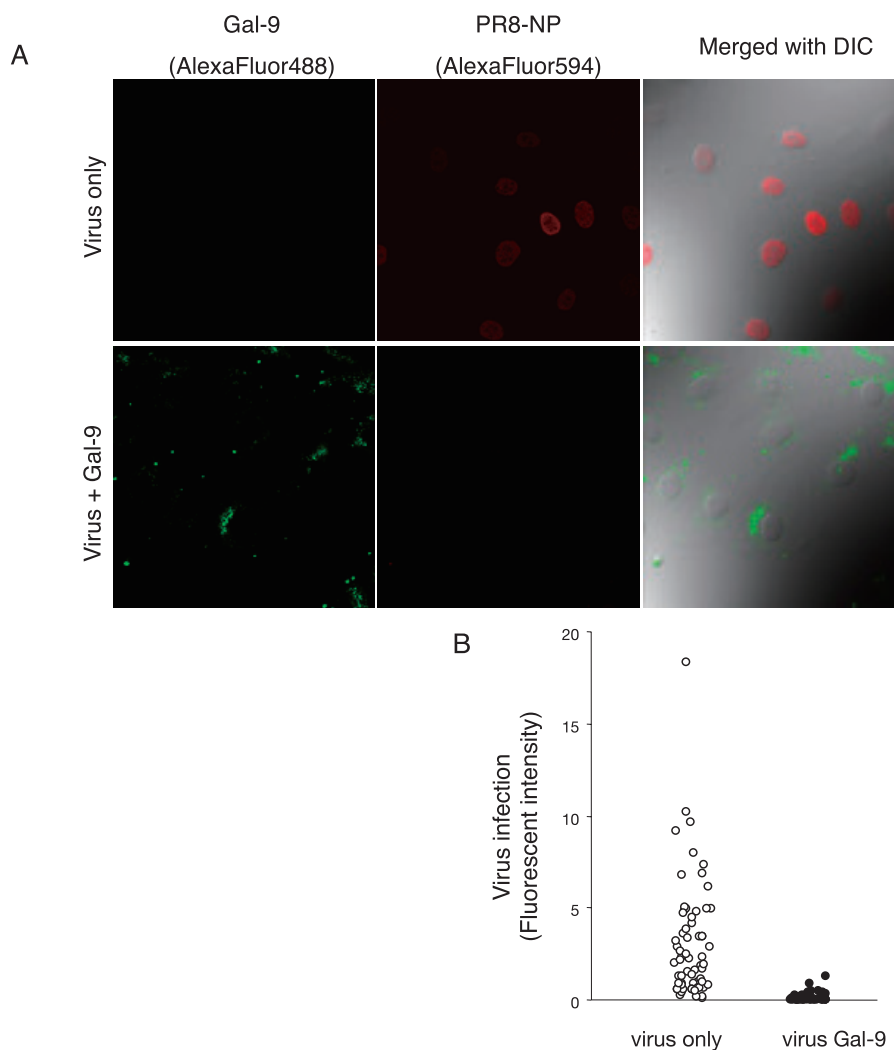 A
Gal-9
(AlexaFluor488)
PR8-NP
(AlexaFluor594)
Merged with DIC
Virus only
Virus + Gal-9
B
Virus infection
(Fluorescent intensity)
20
15
10
5
0
virus only
virus Gal-9